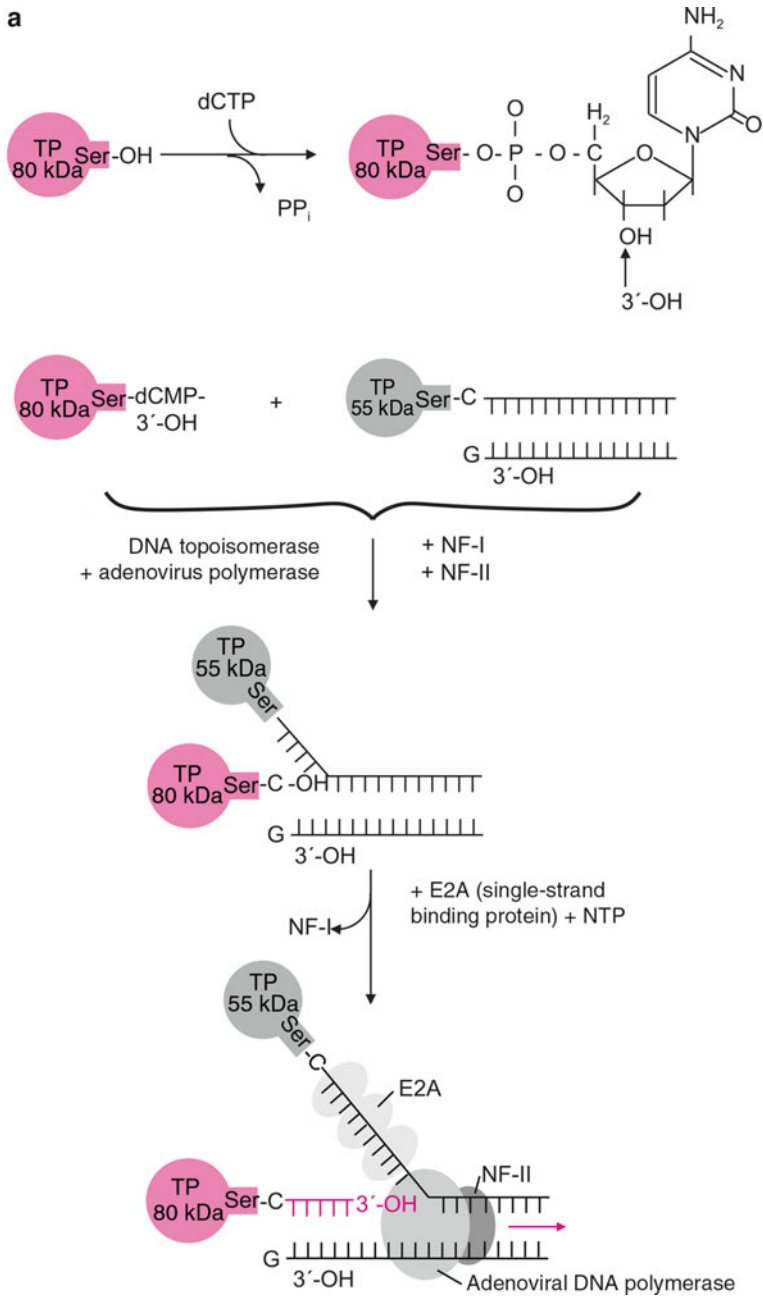 a
TP
80 kDa
Ser-OH
dCTP
PPi
TP
80 kDa
Ser-O-P-O-C
O
O
H2
O
NH2
N
N
O
OH
3´-OH
TP
80 kDa
Ser-dCMP-
3´-OH
+
TP
55 kDa
Ser-C
G
3´-OH
DNA topoisomerase
+ adenovirus polymerase
+ NF-I
+ NF-II
TP
55 kDa
Ser
TP
80 kDa
Ser-C-OH
G
3´-OH
NF-I
+ E2A (single-strand
binding protein) + NTP
TP
55 kDa
Ser-C
E2A
NF-II
TP
80 kDa
Ser-C
3´-OH
G
3´-OH
Adenoviral DNA polymerase